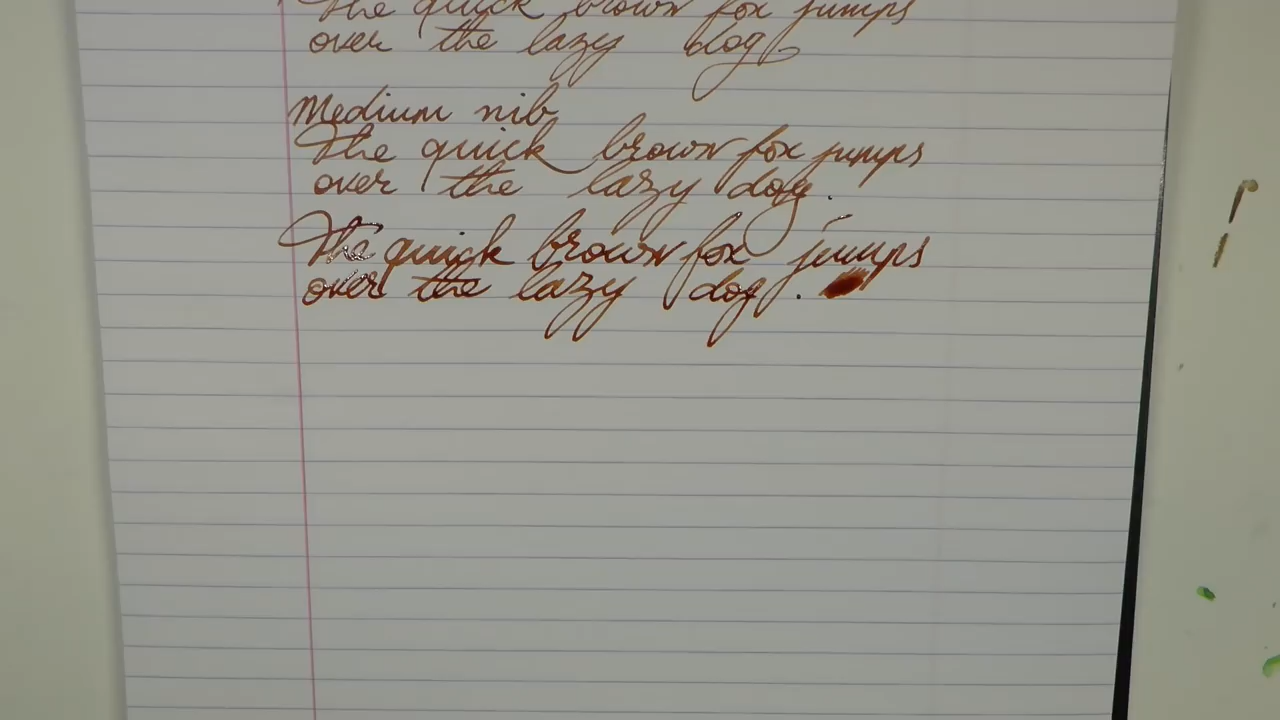 The quick brown fox jumps
over the lazy dog
Medium nib
The quick brown fox jumps
over the lazy dog.
The quick brown fox jumps
over the lazy dog.